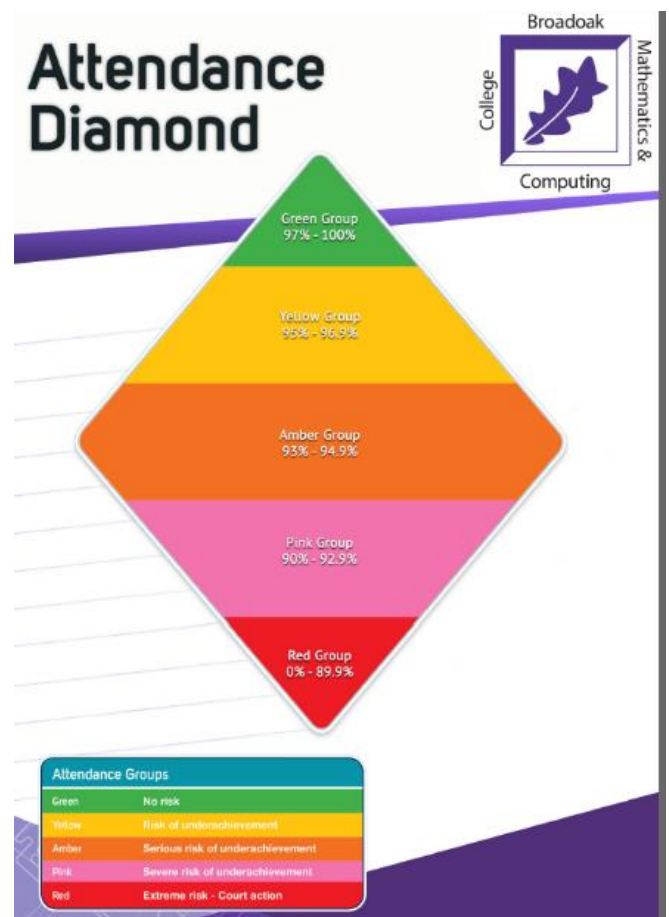 Attendance
Diamond
Broadoak
College
Mathematics &
Computing
Green Group
97% - 100%
Yellow Group
95% - 96.9%
Amber Group
93% - 94.9%
Pink Group
90% - 92.9%
Red Group
0% - 89.9%
Attendance Groups
Green No risk
Yellow Risk of underachievement
Amber Serious risk of underachievement
Pink Severe risk of underachievement
Red Extreme risk - Court action